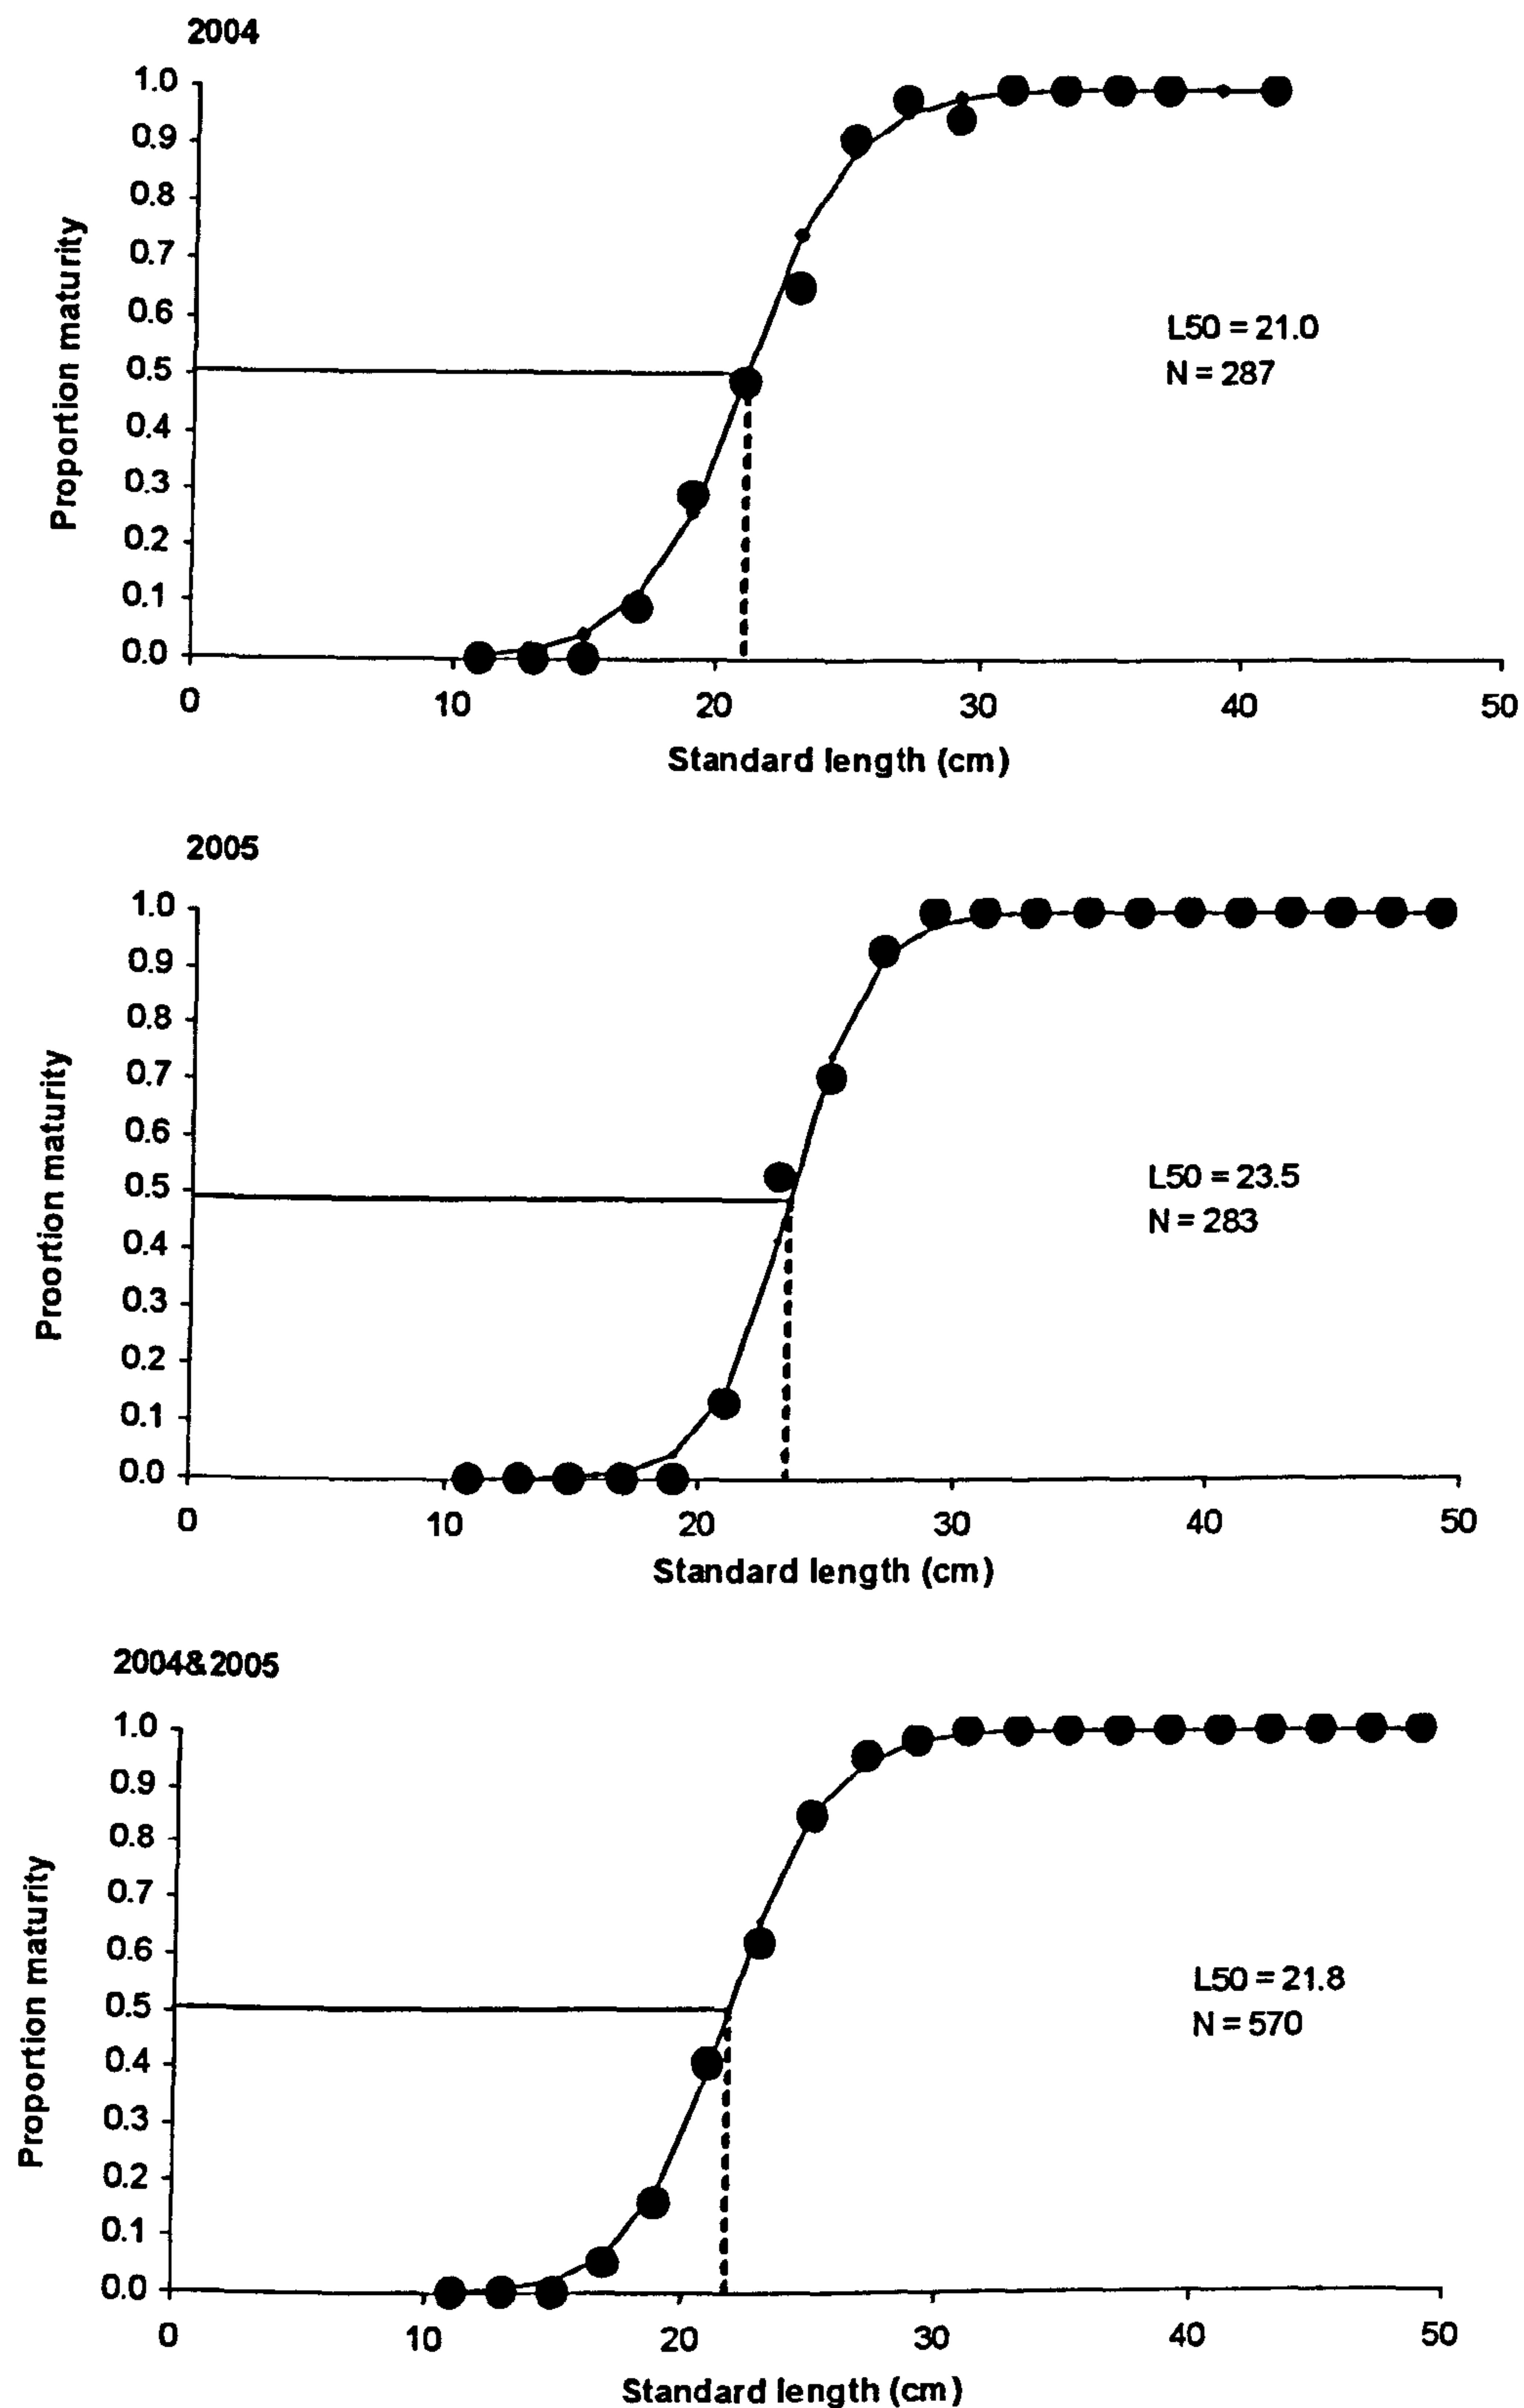 2004
1.0
0.9
0.8
0.7
0.6
0.5
0.4
0.3
0.2
0.1
0.0
Proportion maturity
L50 = 21.0
N = 287
0 10 20 30 40 50
Standard length (cm)
2005
1.0
0.9
0.8
0.7
0.6
0.5
0.4
0.3
0.2
0.1
0.0
Proortion maturity
L50 = 23.5
N = 283
0 10 20 30 40 50
Standard length (cm)
2004&2005
1.0
0.9
0.8
0.7
0.6
0.5
0.4
0.3
0.2
0.1
0.0
Proportion maturity
L50 = 21.8
N = 570
0 10 20 30 40 50
Standard length (cm)